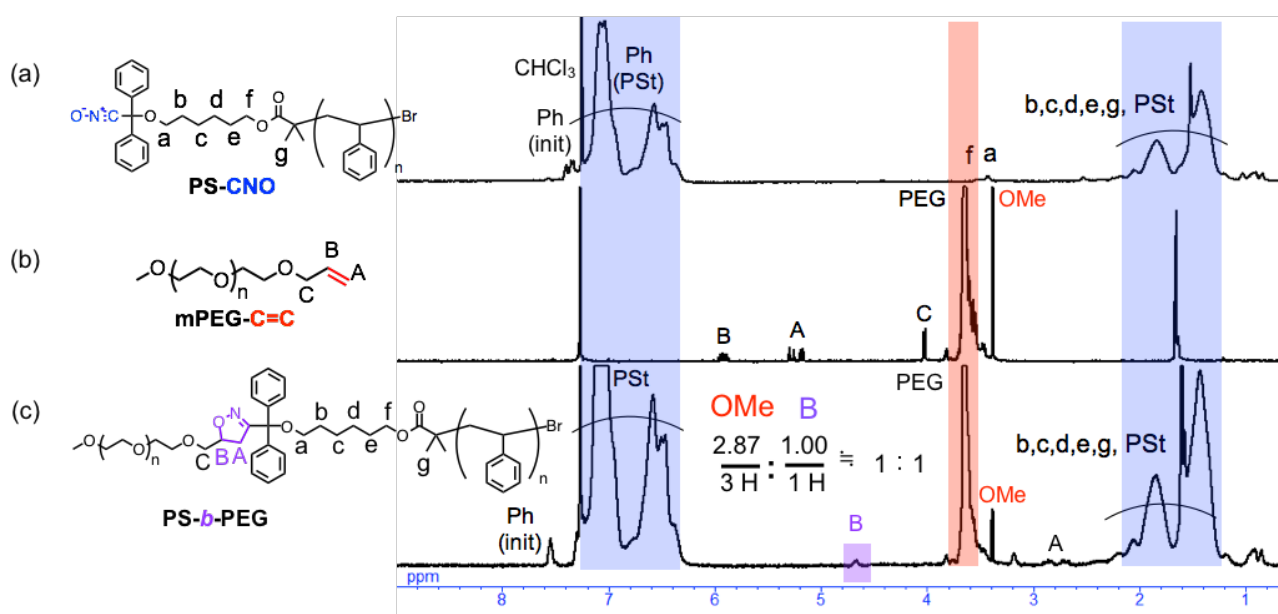 (a)
O⁻N⁺C
O
b
d
f
a
c
e
O
O
g
Br
n
PS-CNO
CHCl₃
Ph
(PSt)
Ph
(init)
f
a
b,c,d,e,g, PSt
(b)
O
O
n
O
B
A
C
mPEG-C=C
B
A
C
PEG
OMe
(c)
O
O
n
O
C
O
N
B
A
O
b
d
f
a
c
e
O
O
g
Br
n
PS-b-PEG
Ph
(init)
PSt
OMe B
2.87 : 1.00 ≒ 1 : 1
3 H 1 H
B
PEG
OMe
A
b,c,d,e,g, PSt
ppm
8 7 6 5 4 3 2 1